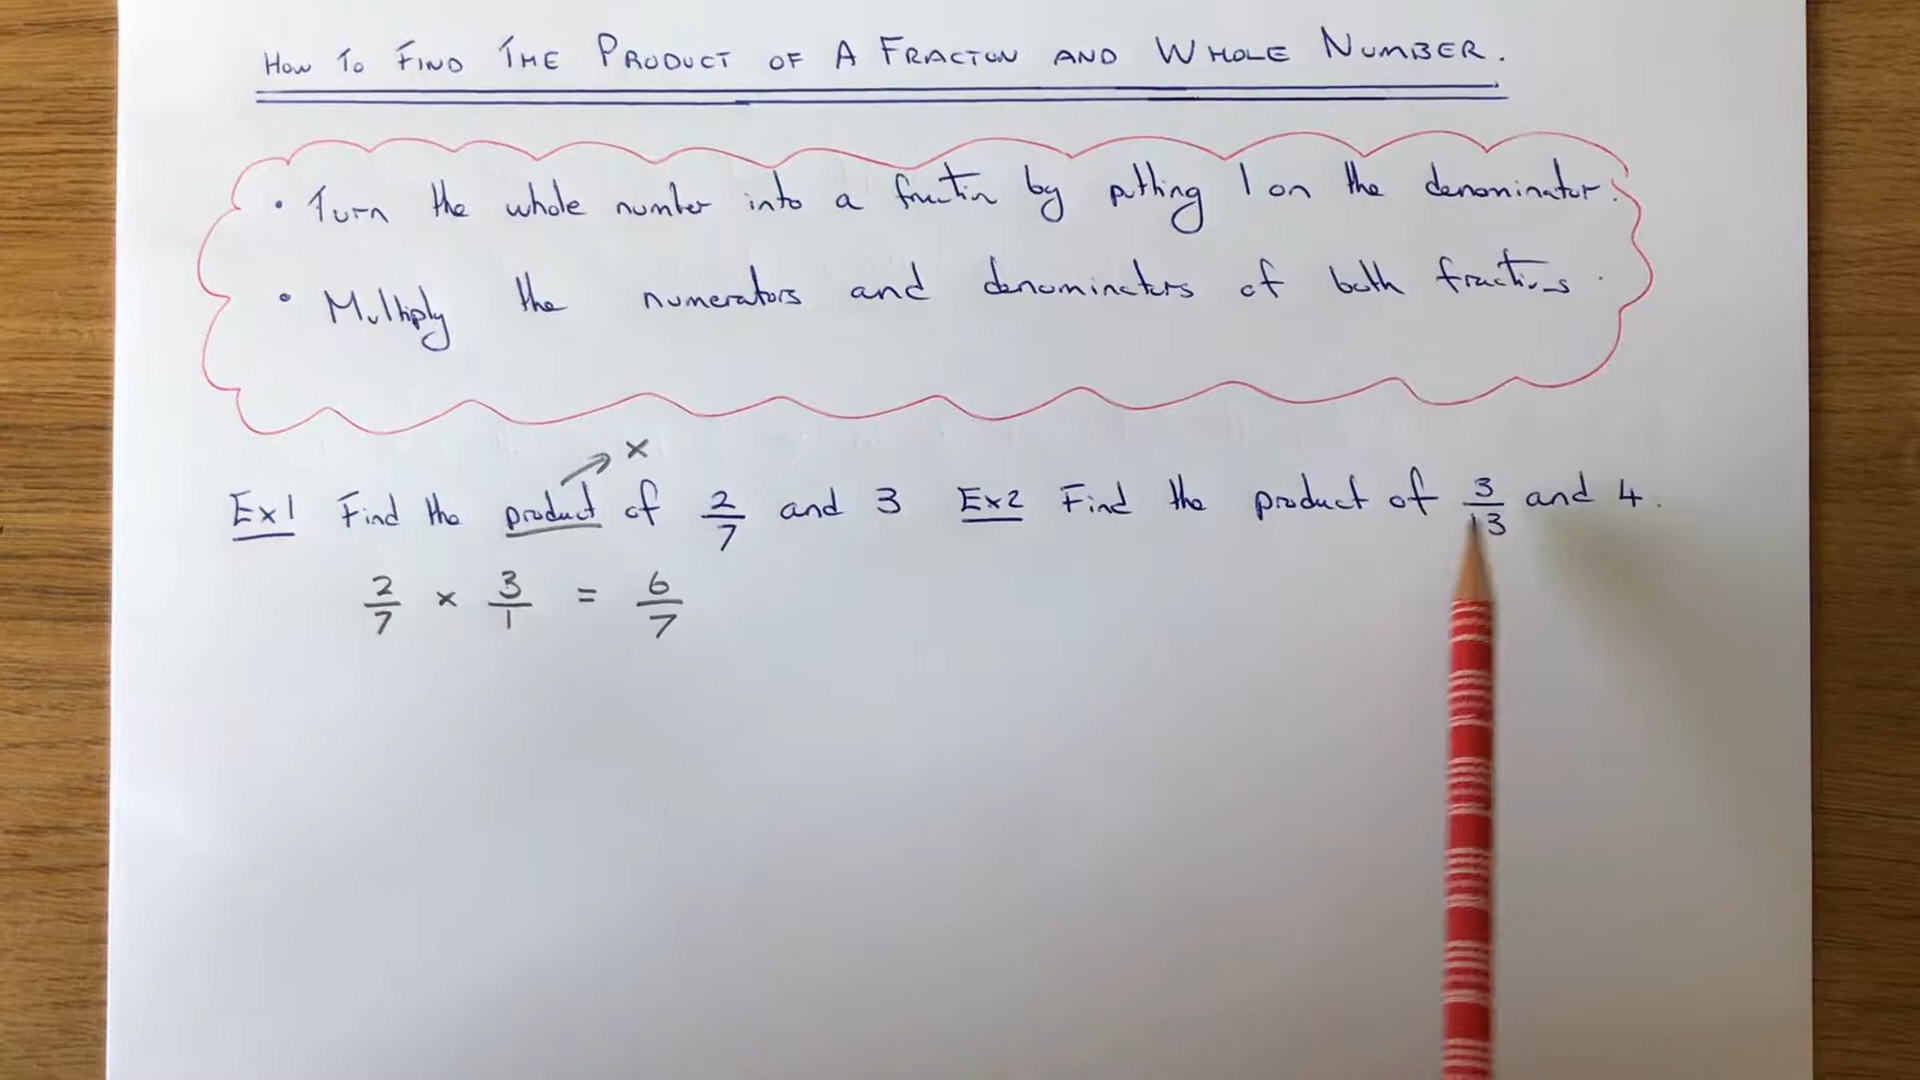 HOW TO FIND THE PRODUCT OF A FRACTON AND WHOLE NUMBER.
• Turn the whole number into a fraction by putting 1 on the denominator.
• Multiply the numerators and denominators of both fractions.
×
Ex1 Find the product of 2/7 and 3
2/7 × 3/1 = 6/7
Ex2 Find the product of 3/13 and 4.